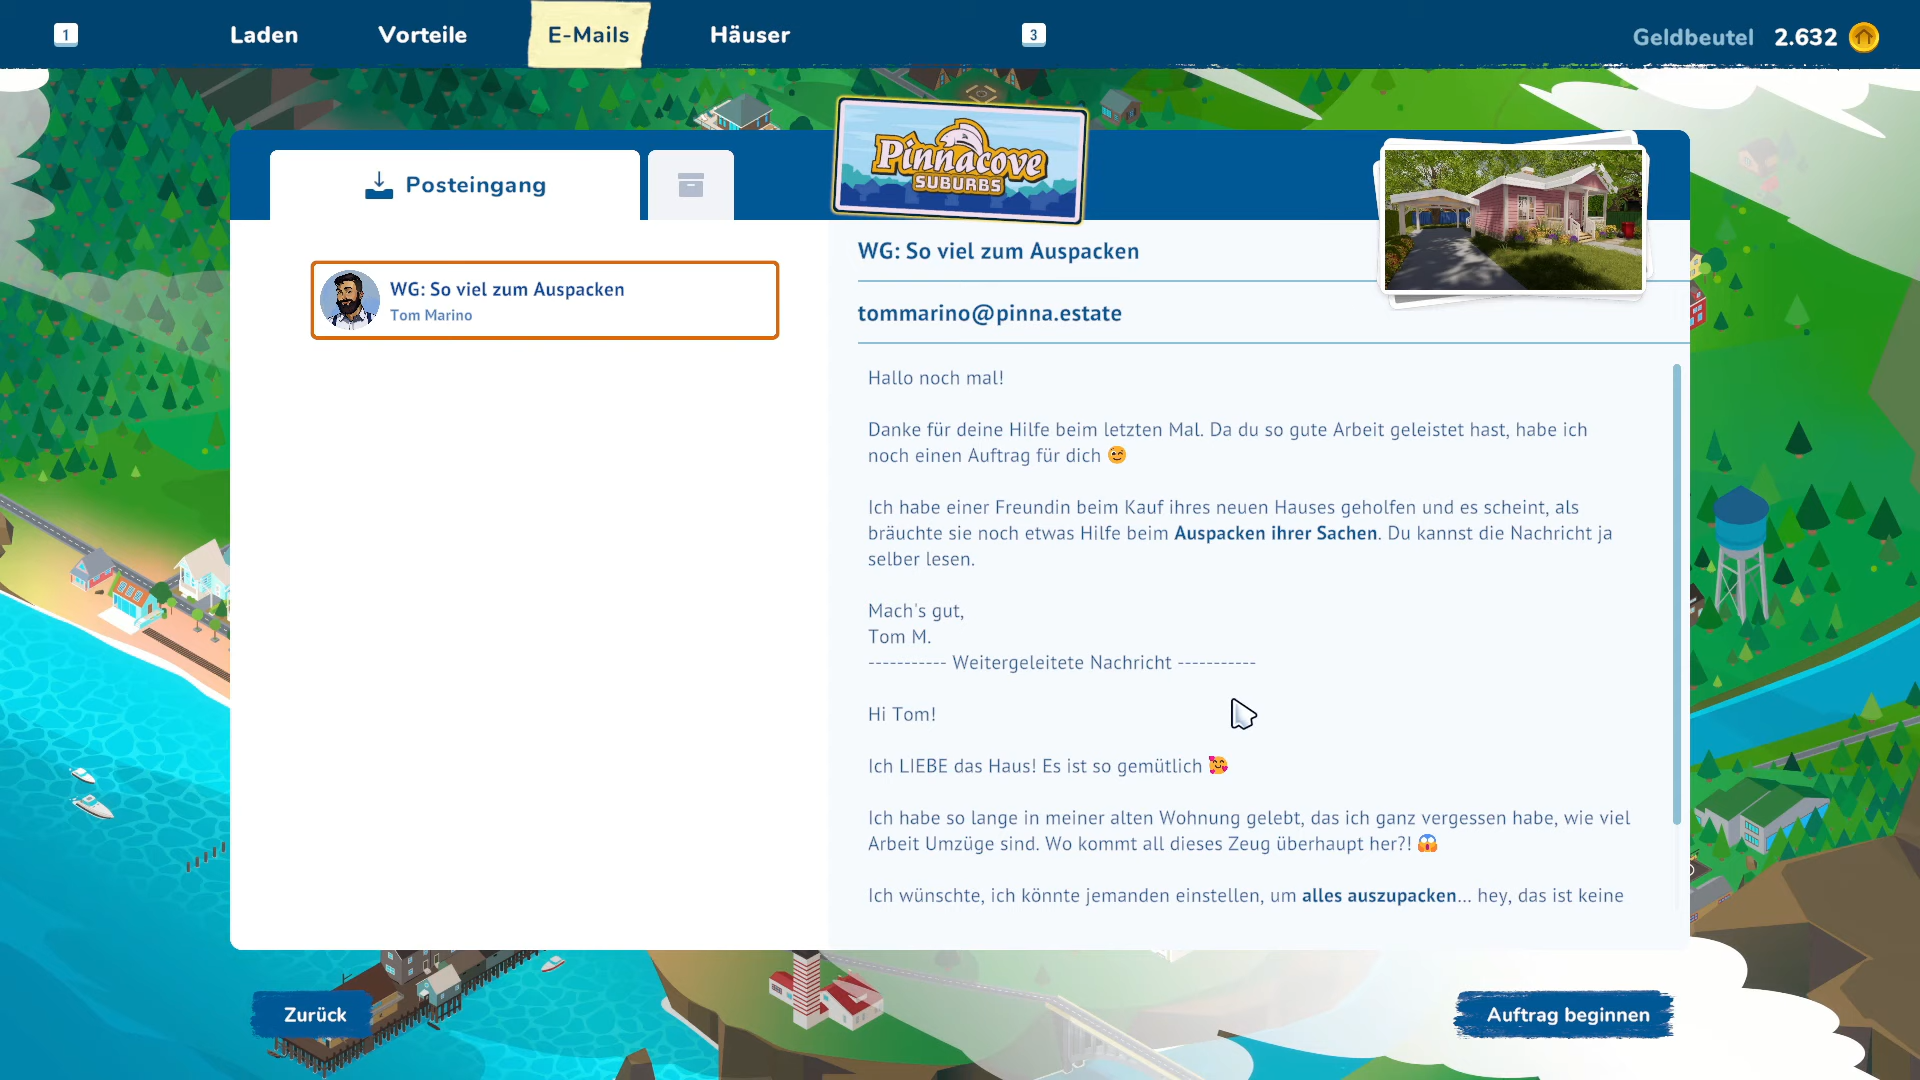 1
Laden
Vorteile
E-Mails
Häuser
3
Geldbeutel 2.632
Posteingang
Pinnacove
SUBURBS
WG: So viel zum Auspacken
Tom Marino
WG: So viel zum Auspacken
tommarino@pinna.estate
Hallo noch mal!
Danke für deine Hilfe beim letzten Mal. Da du so gute Arbeit geleistet hast, habe ich
noch einen Auftrag für dich 😉
Ich habe einer Freundin beim Kauf ihres neuen Hauses geholfen und es scheint, als
bräuchte sie noch etwas Hilfe beim Auspacken ihrer Sachen. Du kannst die Nachricht ja
selber lesen.
Mach's gut,
Tom M.
----------- Weitergeleitete Nachricht -----------
Hi Tom!
Ich LIEBE das Haus! Es ist so gemütlich 🥰
Ich habe so lange in meiner alten Wohnung gelebt, das ich ganz vergessen habe, wie viel
Arbeit Umzüge sind. Wo kommt all dieses Zeug überhaupt her?! 😱
Ich wünschte, ich könnte jemanden einstellen, um alles auszupacken... hey, das ist keine
Zurück
Auftrag beginnen